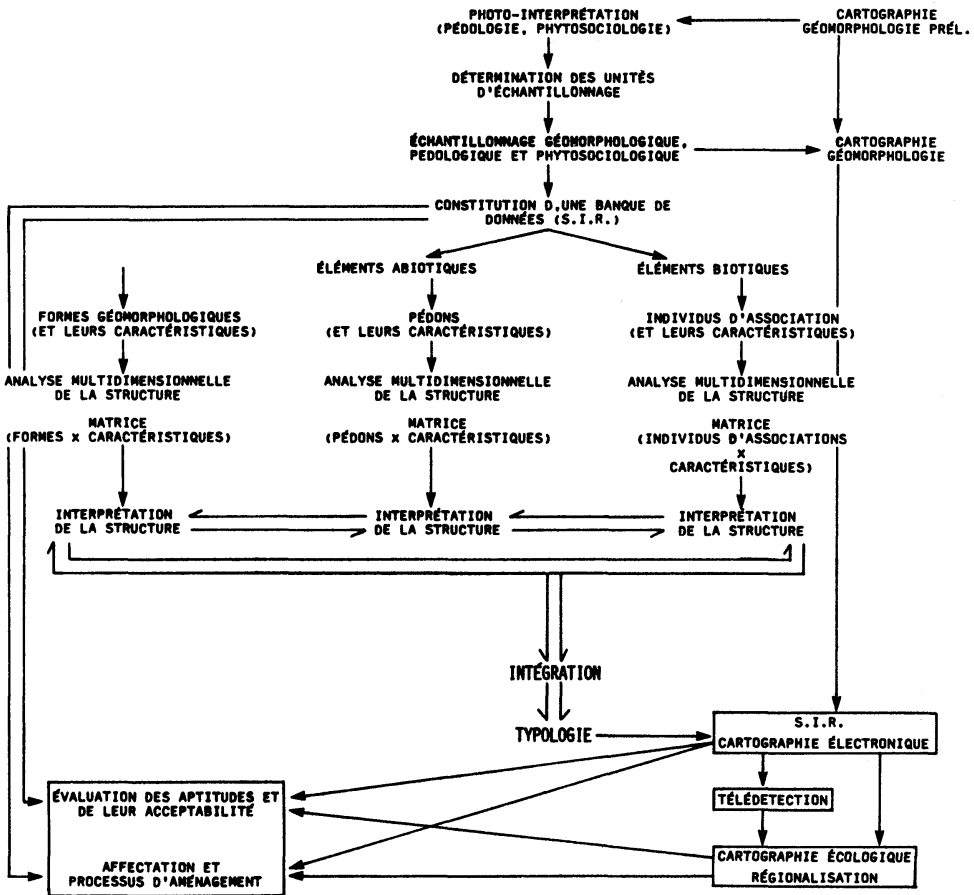 PHOTO-INTERPRÉTATION
(PÉDOLOGIE, PHYTOSOCIOLOGIE)
CARTOGRAPHIE
GÉOMORPHOLOGIE PRÉL.
DÉTERMINATION DES UNITÈS
D'ÉCHANTILLONNAGE
ÉCHANTILLONNAGE GÉOMORPHOLOGIQUE,
PEDOLOGIQUE ET PHYTOSOCIOLOGIQUE
CARTOGRAPHIE
GÉOMORPHOLOGIE
CONSTITUTION D,UNE BANQUE DE
DONNÉES (S.I.R.)
ÉLÉMENTS ABIOTIQUES
ÉLÉMENTS BIOTIQUES
FORMES GÉOMORPHOLOGIQUES
(ET LEURS CARACTÉRISTIQUES)
PÉDONS
(ET LEURS CARACTÉRISTIQUES)
INDIVIDUS D'ASSOCIATION
(ET LEURS CARACTÉRISTIQUES)
ANALYSE MULTIDIMENSIONNELLE
DE LA STRUCTURE
ANALYSE MULTIDIMENSIONNELLE
DE LA STRUCTURE
ANALYSE MULTIDIMENSIONNELLE
DE LA STRUCTURE
MATRICE
(FORMES x CARACTÉRISTIQUES)
MATRICE
(PÉDONS x CARACTÉRISTIQUES)
MATRICE
(INDIVIDUS D'ASSOCIATIONS
x
CARACTÉRISTIQUES)
INTERPRÉTATION
DE LA STRUCTURE
INTERPRÉTATION
DE LA STRUCTURE
INTERPRÉTATION
DE LA STRUCTURE
INTÉGRATION
TYPOLOGIE
S.I.R.
CARTOGRAPHIE ÉLECTRONIQUE
TÉLÉDETECTION
CARTOGRAPHIE ÉCOLOGIQUE
RÉGIONALISATION
ÉVALUATION DES APTITUDES ET
DE LEUR ACCEPTABILITÉ
AFFECTATION ET
PROCESSUS D'AMÉNAGEMENT